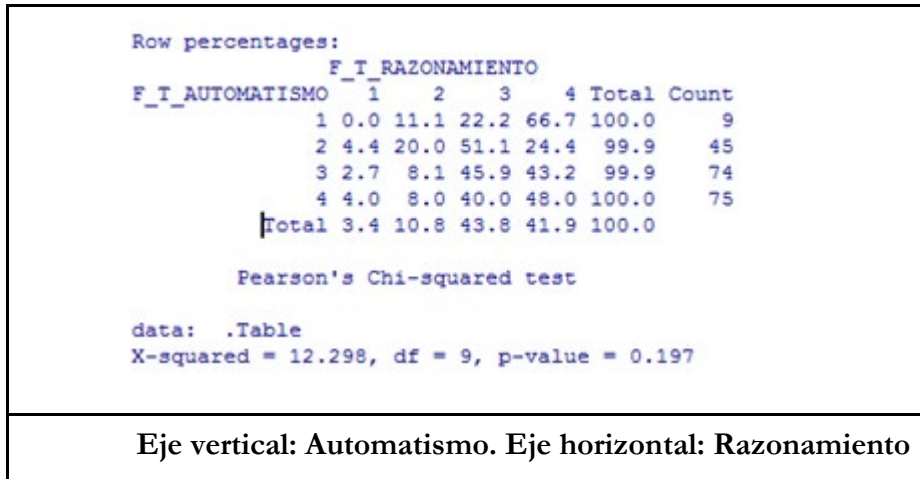 Row percentages:
F_T_RAZONAMIENTO
F_T_AUTOMATISMO 1 2 3 4 Total Count
1 0.0 11.1 22.2 66.7 100.0 9
2 4.4 20.0 51.1 24.4 99.9 45
3 2.7 8.1 45.9 43.2 99.9 74
4 4.0 8.0 40.0 48.0 100.0 75
Total 3.4 10.8 43.8 41.9 100.0
Pearson's Chi-squared test
data: .Table
X-squared = 12.298, df = 9, p-value = 0.197
Eje vertical: Automatismo. Eje horizontal: Razonamiento